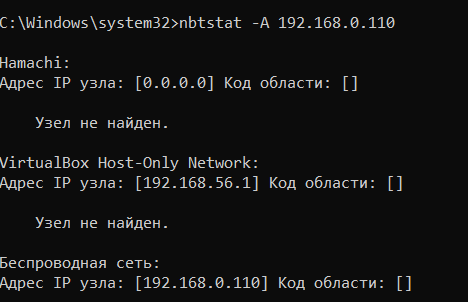 C:\Windows\system32>nbtstat -A 192.168.0.110
Hamachi:
Адрес IP узла: [0.0.0.0] Код области: []
Узел не найден.
VirtualBox Host-Only Network:
Адрес IP узла: [192.168.56.1] Код области: []
Узел не найден.
Беспроводная сеть:
Адрес IP узла: [192.168.0.110] Код области: []